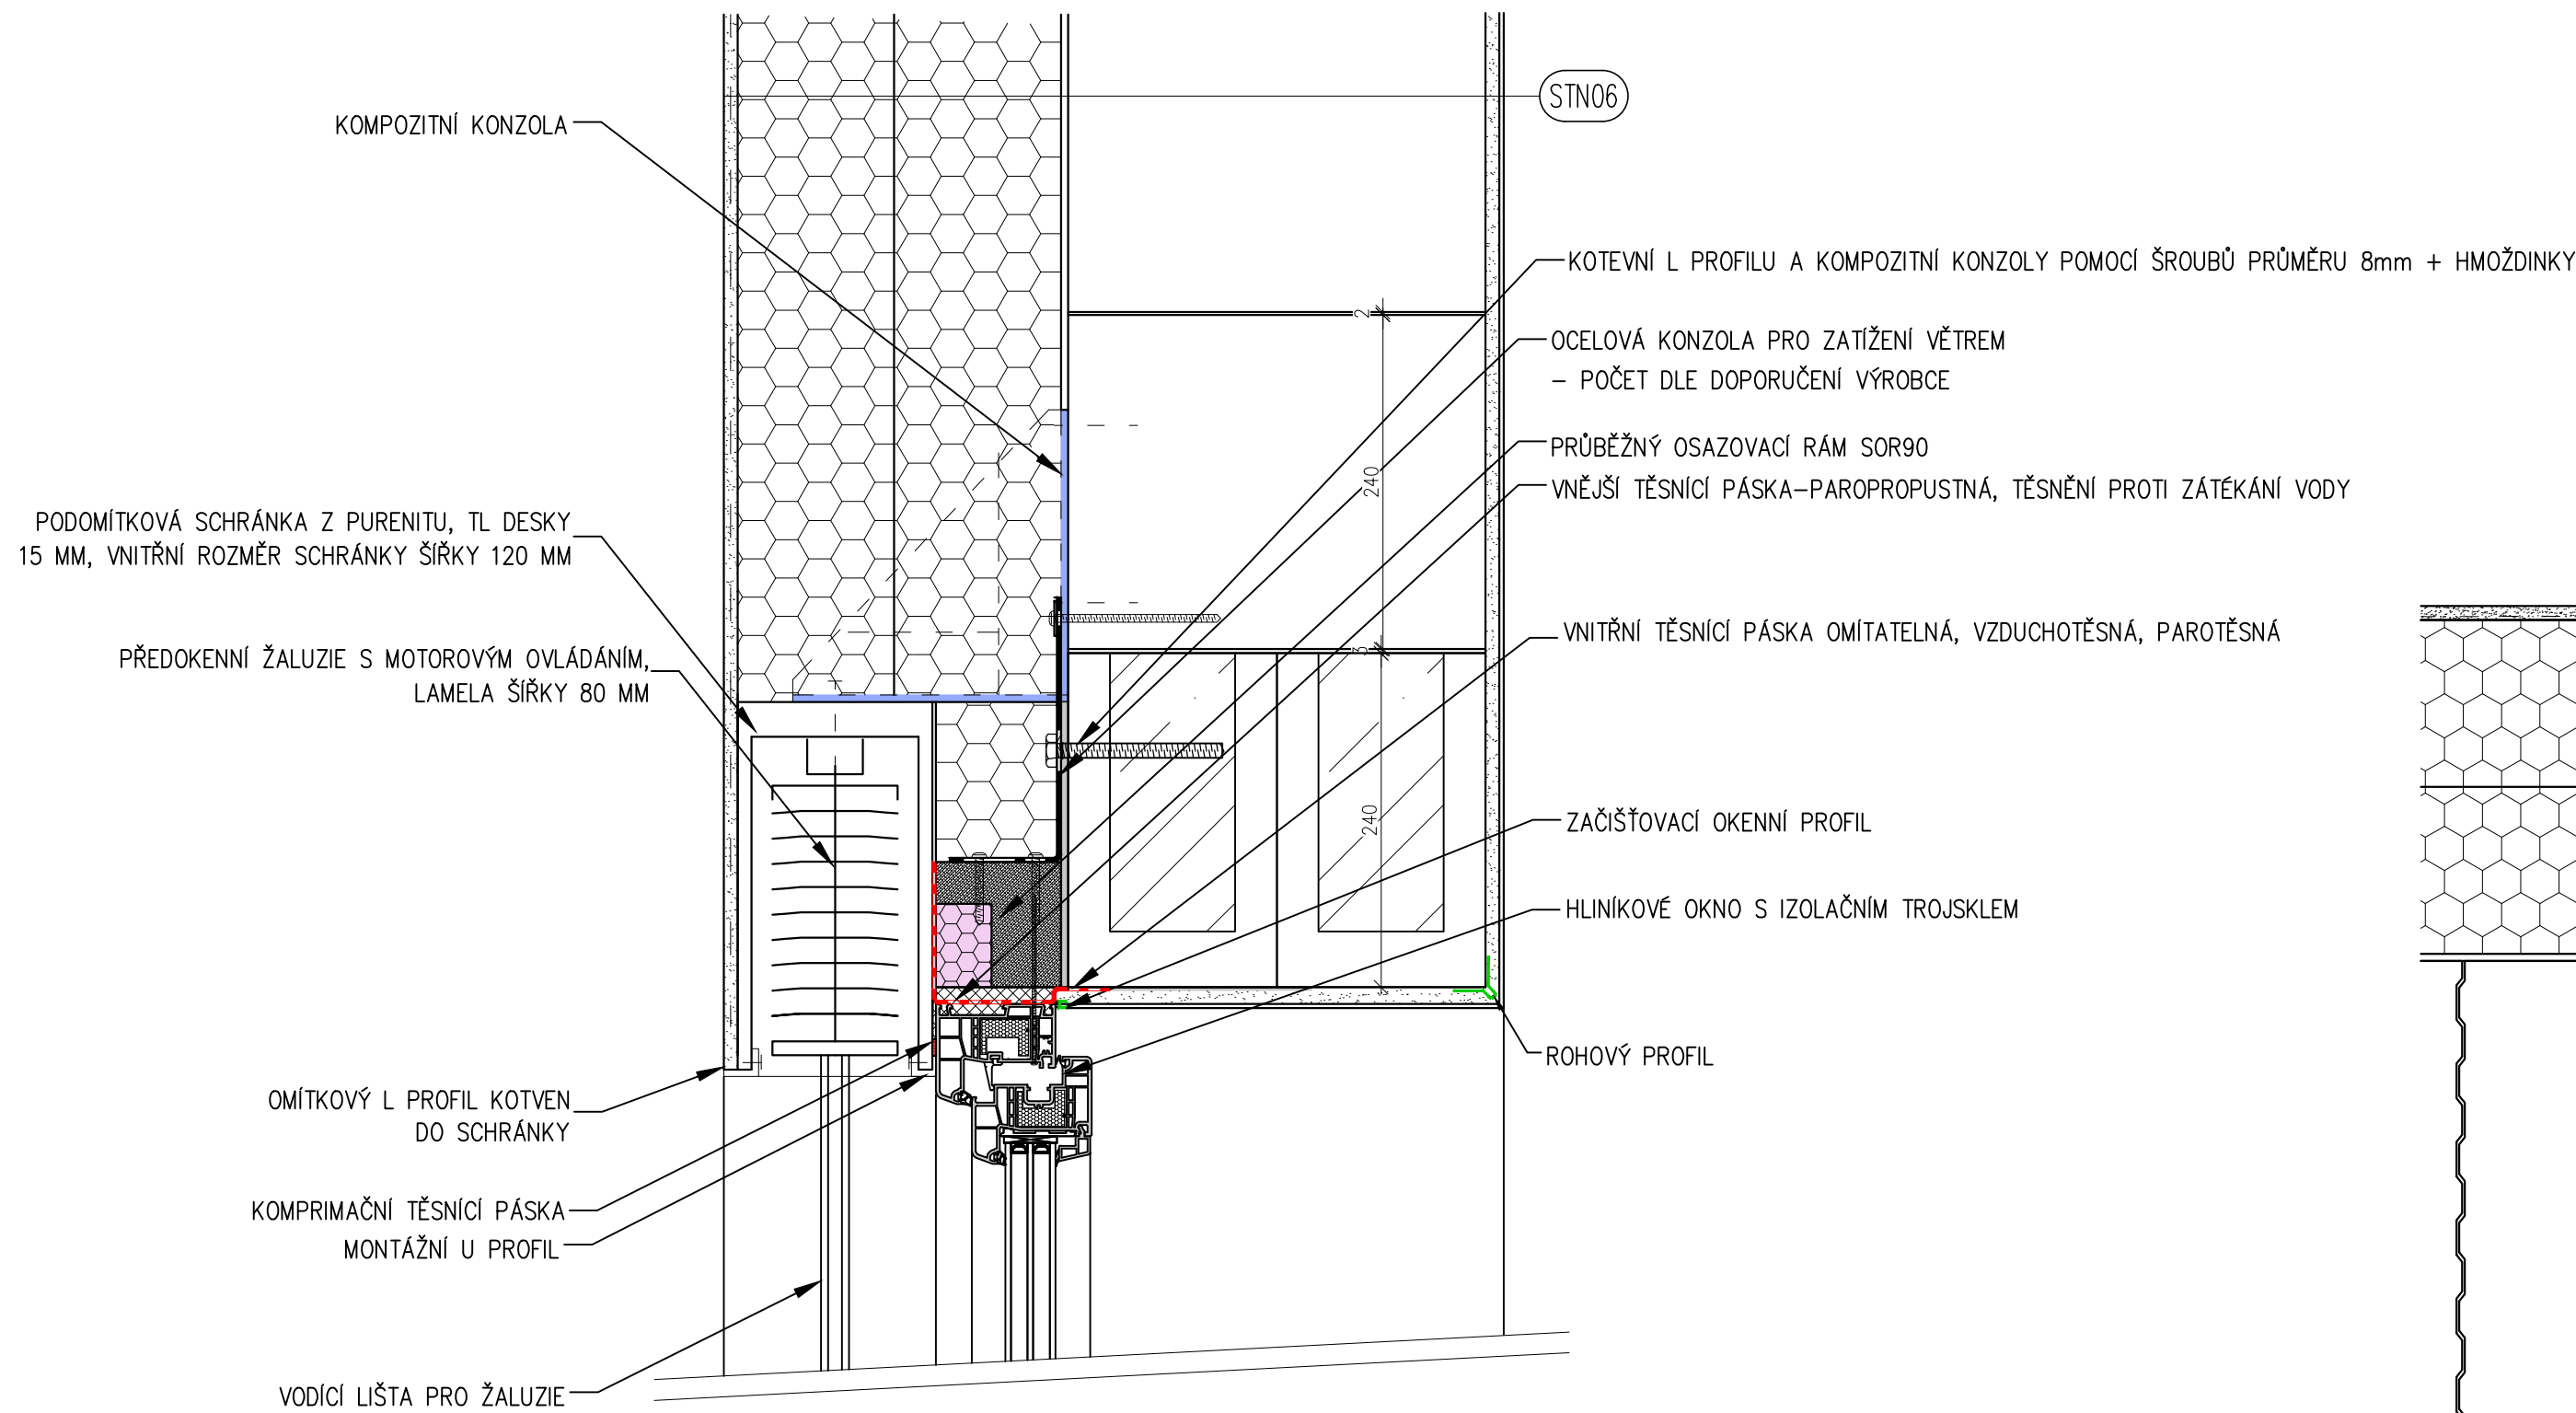 STN06
KOMPOZITNÍ KONZOLA
KOTEVNÍ L PROFILU A KOMPOZITNÍ KONZOLY POMOCÍ ŠROUBŮ PRŮMĚRU 8mm + HMOŽDINKY
2
OCELOVÁ KONZOLA PRO ZATÍŽENÍ VĚTREM
– POČET DLE DOPORUČENÍ VÝROBCE
PRŮBĚŽNÝ OSAZOVACÍ RÁM SOR90
240
VNĚJŠÍ TĚSNÍCÍ PÁSKA–PAROPROPUSTNÁ, TĚSNĚNÍ PROTI ZÁTÉKÁNÍ VODY
PODOMÍTKOVÁ SCHRÁNKA Z PURENITU, TL DESKY
15 MM, VNITŘNÍ ROZMĚR SCHRÁNKY ŠÍŘKY 120 MM
VNITŘNÍ TĚSNÍCÍ PÁSKA OMÍTATELNÁ, VZDUCHOTĚSNÁ, PAROTĚSNÁ
3
PŘEDOKENNÍ ŽALUZIE S MOTOROVÝM OVLÁDÁNÍM,
LAMELA ŠÍŘKY 80 MM
240
ZAČIŠŤOVACÍ OKENNÍ PROFIL
HLINÍKOVÉ OKNO S IZOLAČNÍM TROJSKLEM
ROHOVÝ PROFIL
OMÍTKOVÝ L PROFIL KOTVEN
DO SCHRÁNKY
KOMPRIMAČNÍ TĚSNÍCÍ PÁSKA
MONTÁŽNÍ U PROFIL
VODÍCÍ LIŠTA PRO ŽALUZIE